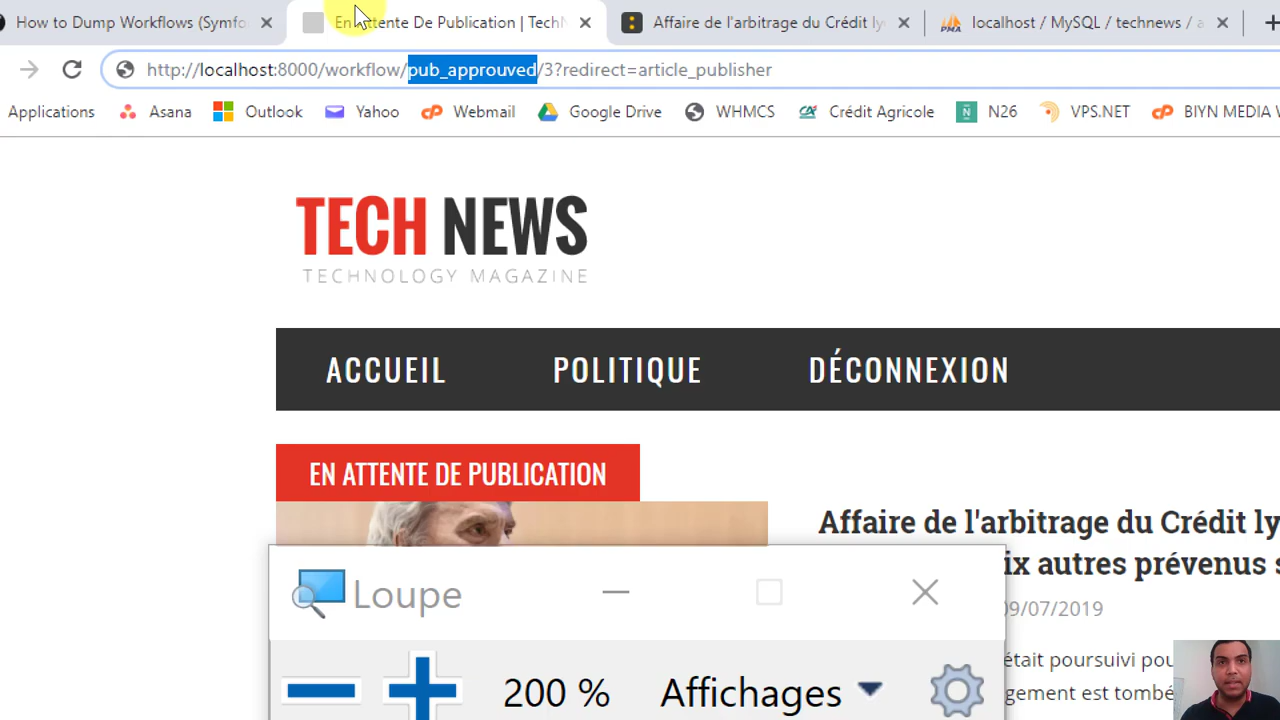 How to Dump Workflows (Symfo
En Attente De Publication | TechN
Affaire de l'arbitrage du Crédit ly
localhost / MySQL / technews / a
http://localhost:8000/workflow/pub_approuved/3?redirect=article_publisher
Applications
Asana
Outlook
Yahoo
Webmail
Google Drive
WHMCS
Crédit Agricole
N26
VPS.NET
BIYN MEDIA W
TECH NEWS
TECHNOLOGY MAGAZINE
ACCUEIL
POLITIQUE
DÉCONNEXION
EN ATTENTE DE PUBLICATION
Affaire de l'arbitrage du Crédit ly
ix autres prévenus s
09/07/2019
était poursuivi pou
gement est tombé
Loupe
200 %
Affichages